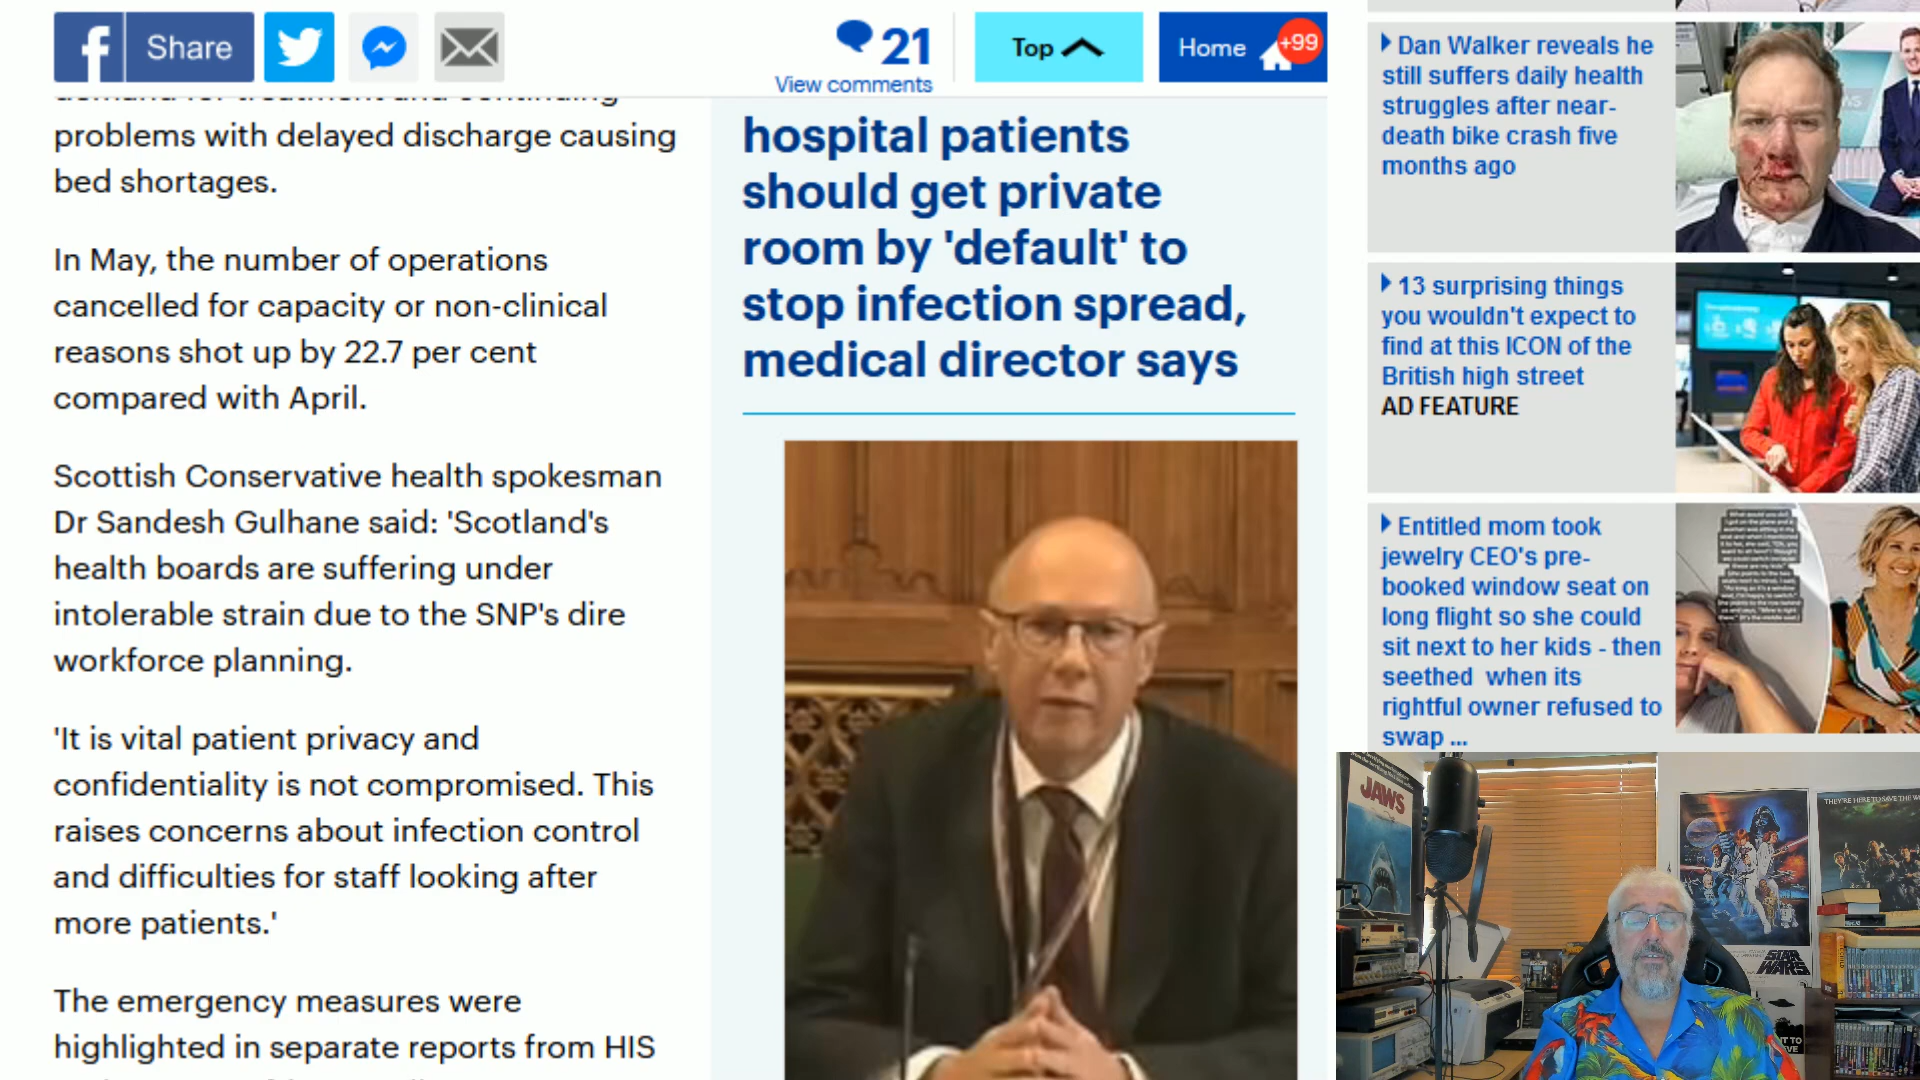 Share
21
View comments
Top
Home
+99
demand for treatment and continuing
problems with delayed discharge causing
bed shortages.
In May, the number of operations
cancelled for capacity or non-clinical
reasons shot up by 22.7 per cent
compared with April.
Scottish Conservative health spokesman
Dr Sandesh Gulhane said: 'Scotland's
health boards are suffering under
intolerable strain due to the SNP's dire
workforce planning.
'It is vital patient privacy and
confidentiality is not compromised. This
raises concerns about infection control
and difficulties for staff looking after
more patients.'
The emergency measures were
highlighted in separate reports from HIS
hospital patients
should get private
room by 'default' to
stop infection spread,
medical director says
Dan Walker reveals he
still suffers daily health
struggles after near-
death bike crash five
months ago
13 surprising things
you wouldn't expect to
find at this ICON of the
British high street
AD FEATURE
Entitled mom took
jewelry CEO's pre-
booked window seat on
long flight so she could
sit next to her kids - then
seethed when its
rightful owner refused to
swap ...
JAWS
STAR
WARS